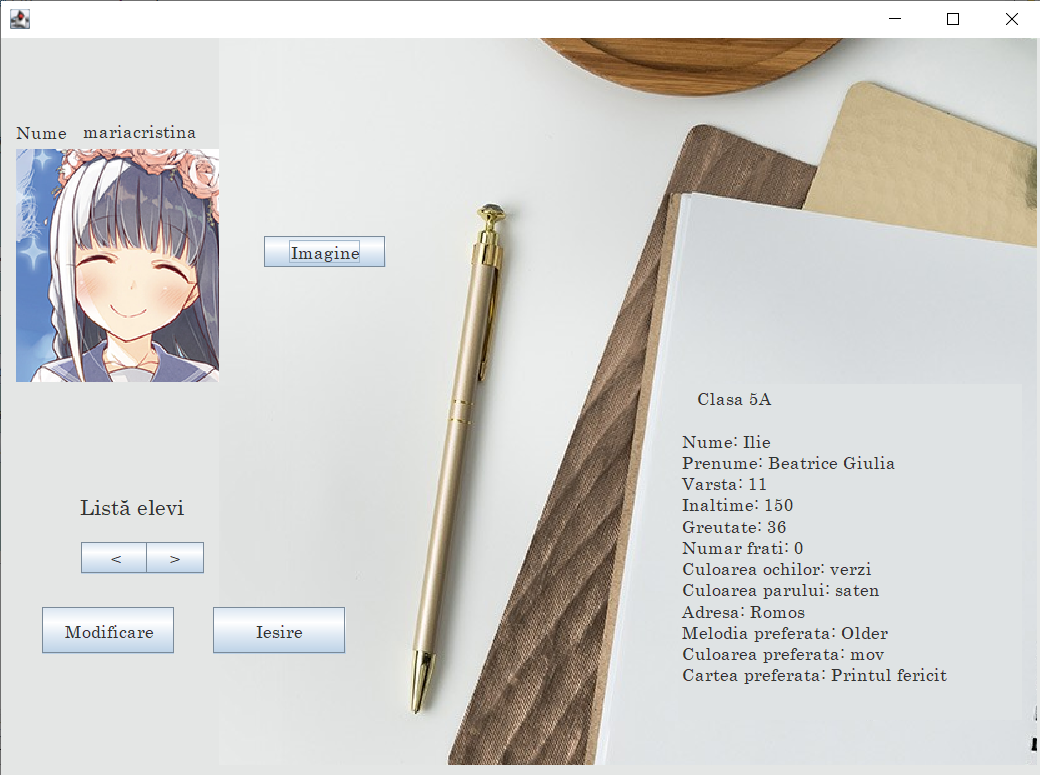 Nume mariacristina
Imagine
Clasa 5A
Nume: Ilie
Prenume: Beatrice Giulia
Varsta: 11
Inaltime: 150
Greutate: 36
Numar frati: 0
Culoarea ochilor: verzi
Culoarea parului: saten
Adresa: Romos
Melodia preferata: Older
Culoarea preferata: mov
Cartea preferata: Printul fericit
Listă elevi
< >
Modificare Iesire